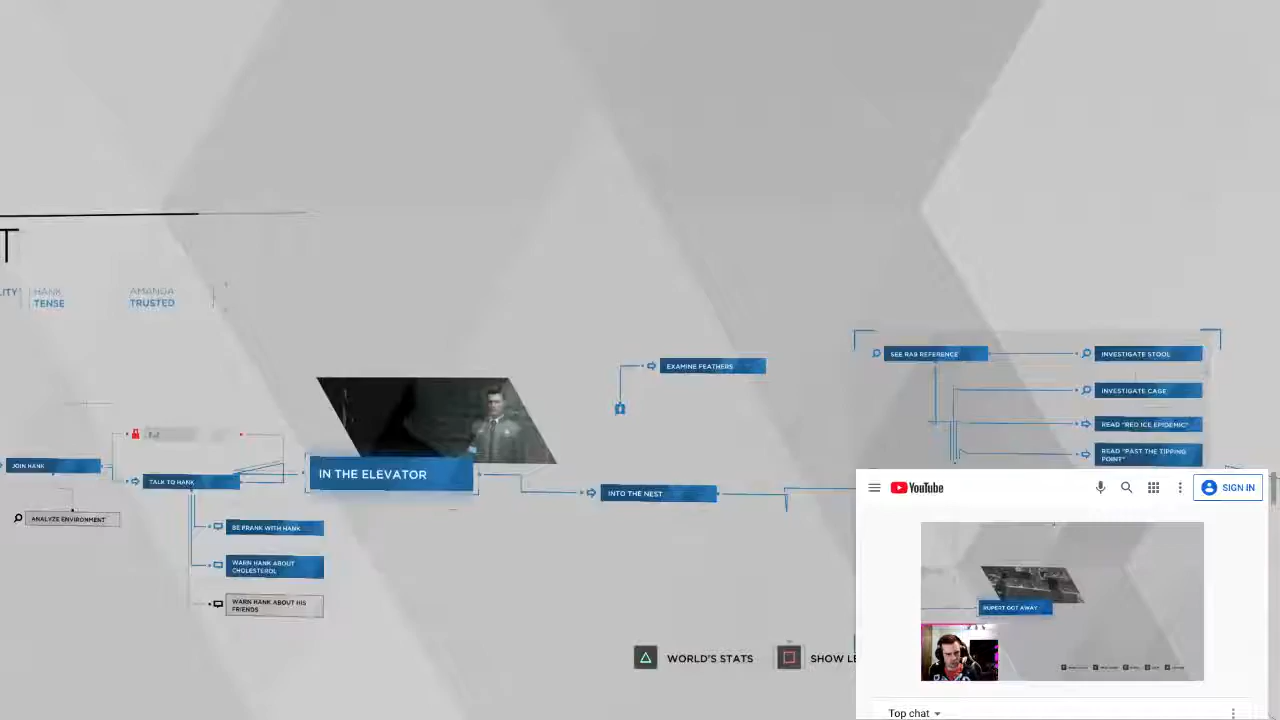 T
LITY
HANK
TENSE
AMANDA
TRUSTED
JOIN HANK
TALK TO HANK
ANALYZE ENVIRONMENT
BE FRANK WITH HANK
WARN HANK ABOUT
CHOLESTEROL
WARN HANK ABOUT HIS
FRIENDS
IN THE ELEVATOR
EXAMINE FEATHERS
INTO THE NEST
SEE RA9 REFERENCE
INVESTIGATE STOOL
INVESTIGATE CAGE
READ "RED ICE EPIDEMIC"
READ "PAST THE TIPPING
POINT"
WORLD'S STATS
SHOW LE
YouTube
SIGN IN
RUPERT GOT AWAY
Top chat